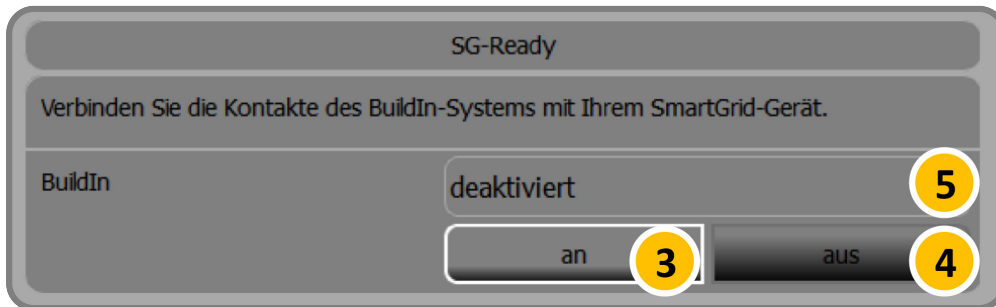 SG-Ready
Verbinden Sie die Kontakte des BuildIn-Systems mit Ihrem SmartGrid-Gerät.
BuildIn
deaktiviert
5
an
3
aus
4